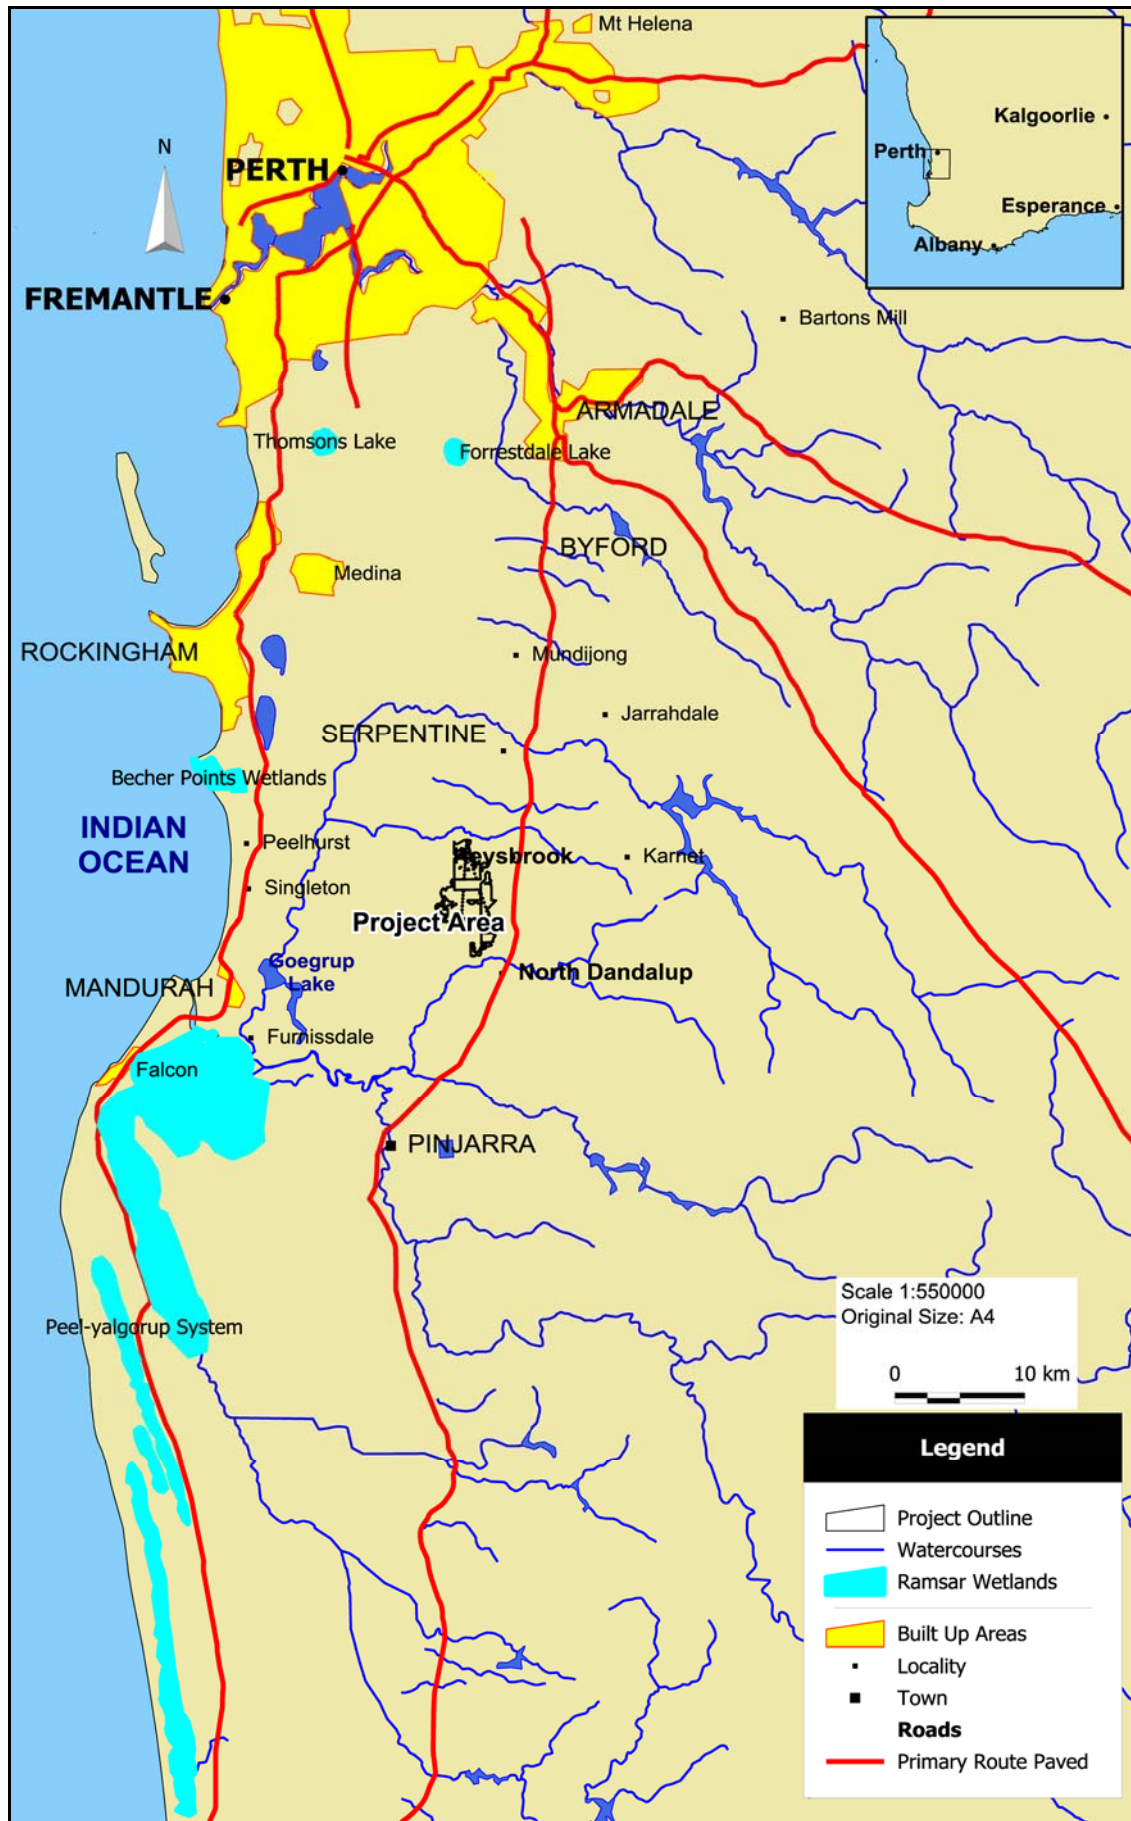 Mt Helena
Kalgoorlie
Perth
Esperance
Albany
N
PERTH
FREMANTLE
Bartons Mill
ARMADALE
Thomsons Lake
Forrestdale Lake
BYFORD
Medina
ROCKINGHAM
Mundijong
Jarrahdale
SERPENTINE
Becher Points Wetlands
INDIAN
OCEAN
Peelhurst
eysbrook
Karnet
Singleton
Project Area
Goegrup
Lake
North Dandalup
MANDURAH
Furnissdale
Falcon
PINJARRA
Scale 1:550000
Original Size: A4
Peel-yalgorup System
0 10 km
Legend
Project Outline
Watercourses
Ramsar Wetlands
Built Up Areas
Locality
Town
Roads
Primary Route Paved